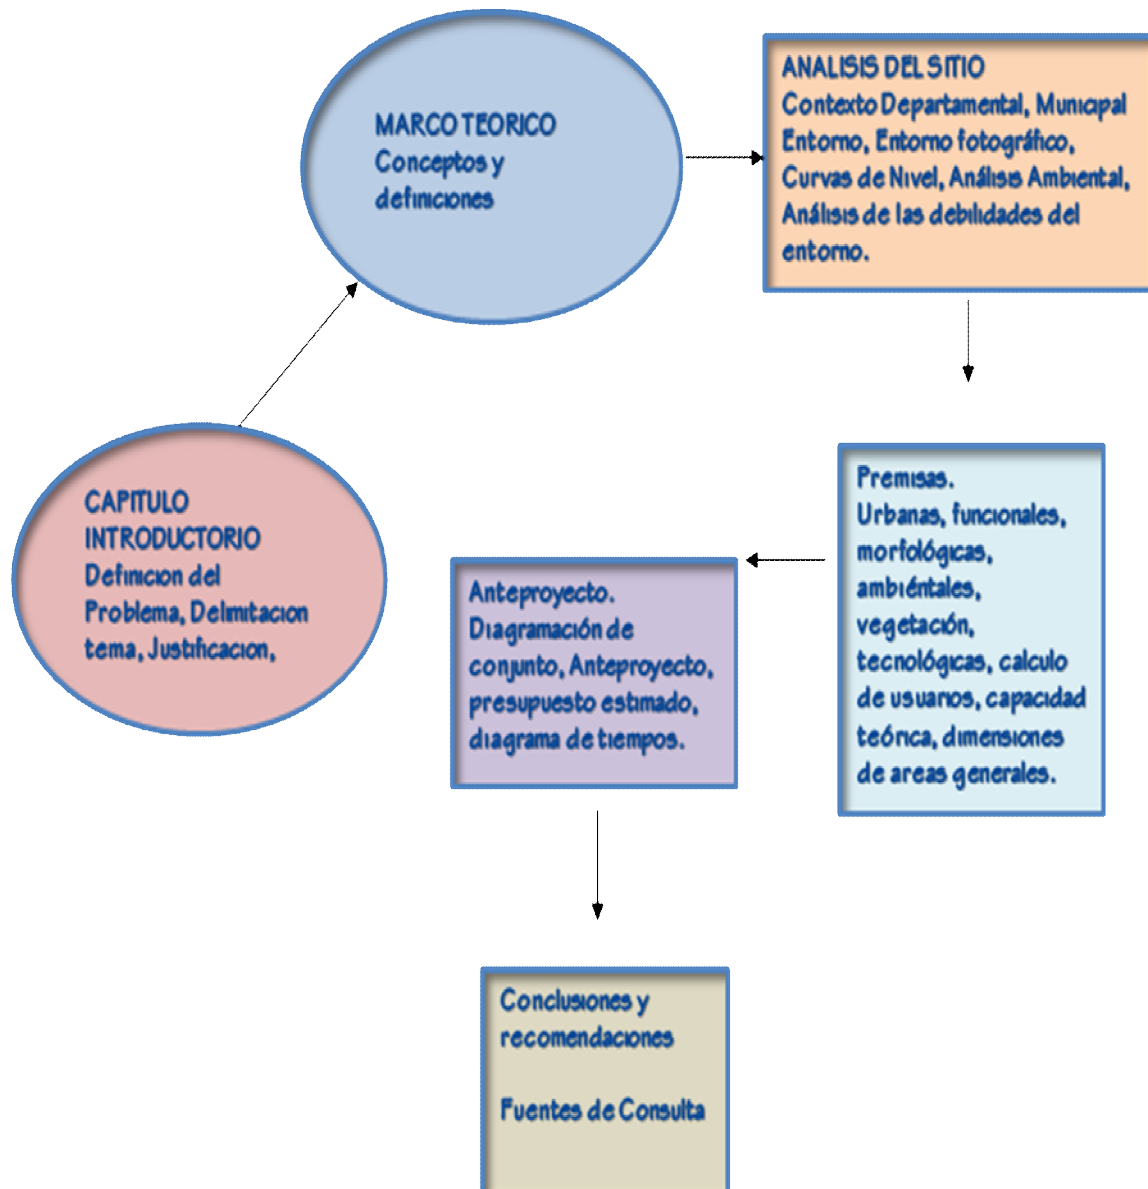 CAPITULO
INTRODUCTORIO
Definicion del
Problema, Delimitacion
tema, Justificacion,
MARCO TEORICO
Conceptos y
definiciones
ANALISIS DEL SITIO
Contexto Departamental, Municipal
Entorno, Entorno fotográfico,
Curvas de Nivel, Análisis Ambiental,
Análisis de las debilidades del
entorno.
Premisas.
Urbanas, funcionales,
morfológicas,
ambiéntales,
vegetación,
tecnológicas, calculo
de usuarios, capacidad
teórica, dimensiones
de areas generales.
Anteproyecto.
Diagramación de
conjunto, Anteproyecto,
presupuesto estimado,
diagrama de tiempos.
Conclusiones y
recomendaciones
Fuentes de Consulta